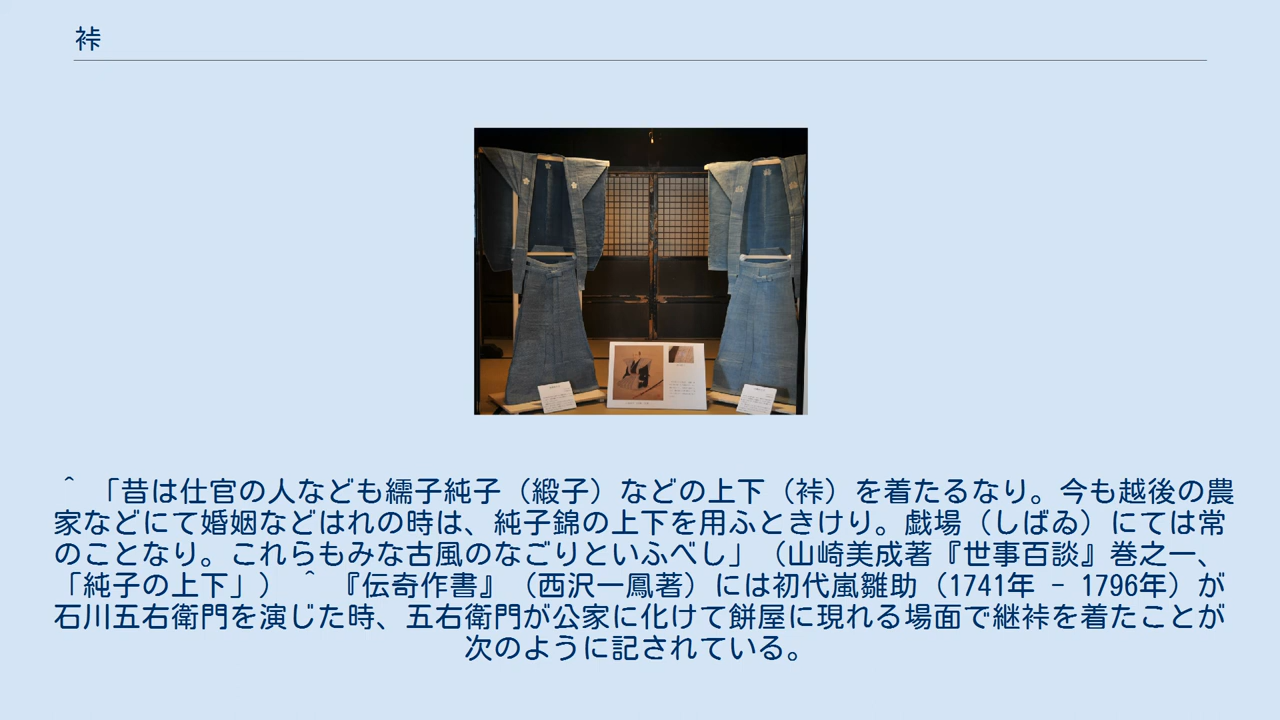 裃
^ 「昔は仕官の人なども繻子純子（緞子）などの上下（裃）を着たるなり。今も越後の農
家などにて婚姻などはれの時は、純子錦の上下を用ふときけり。戯場（しばゐ）にては常
のことなり。これらもみな古風のなごりといふべし」（山崎美成著『世事百談』巻之一、
「純子の上下」） ^ 『伝奇作書』（西沢一鳳著）には初代嵐雛助（1741年 - 1796年）が
石川五右衛門を演じた時、五右衛門が公家に化けて餅屋に現れる場面で継裃を着たことが
次のように記されている。